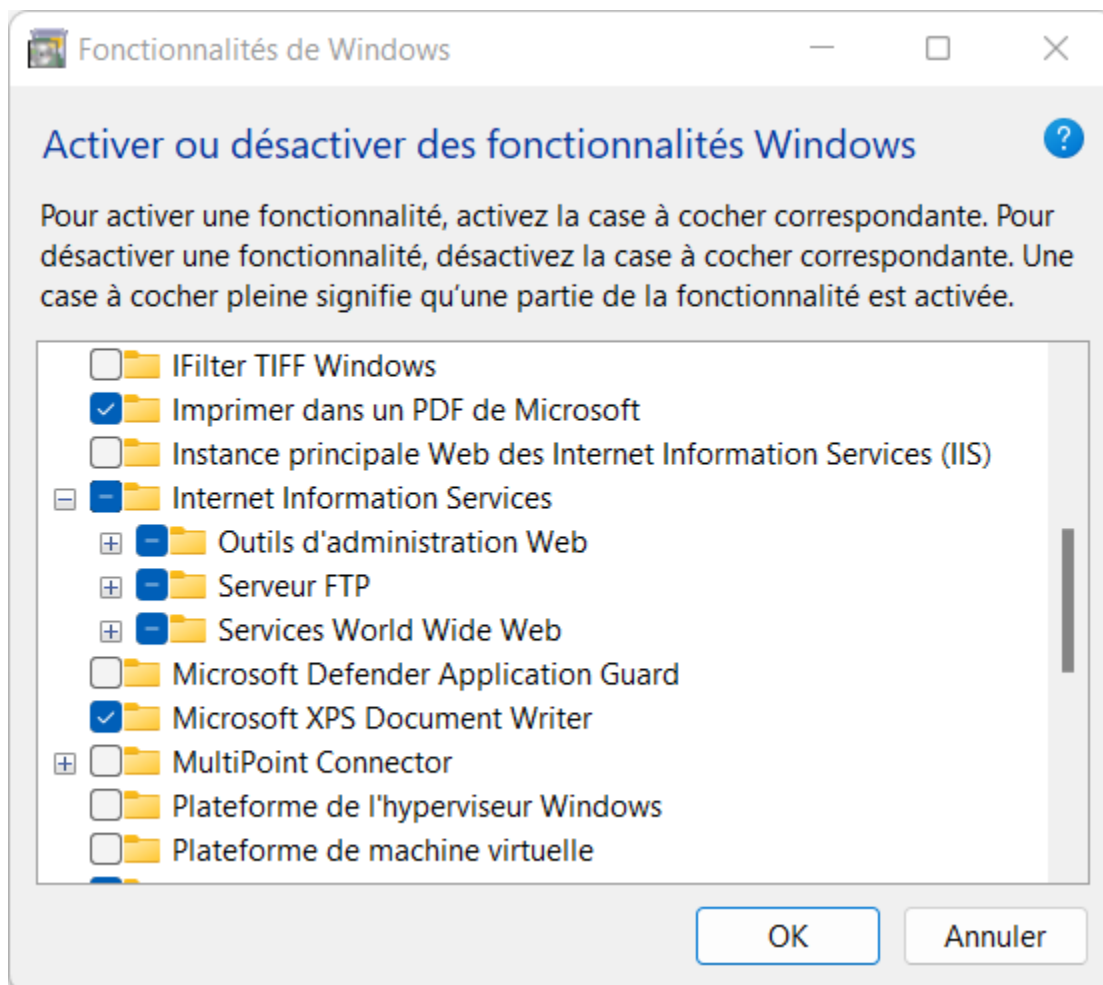 Fonctionnalités de Windows
Activer ou désactiver des fonctionnalités Windows
?
Pour activer une fonctionnalité, activez la case à cocher correspondante. Pour
désactiver une fonctionnalité, désactivez la case à cocher correspondante. Une
case à cocher pleine signifie qu’une partie de la fonctionnalité est activée.
IFilter TIFF Windows
Imprimer dans un PDF de Microsoft
Instance principale Web des Internet Information Services (IIS)
Internet Information Services
Outils d'administration Web
Serveur FTP
Services World Wide Web
Microsoft Defender Application Guard
Microsoft XPS Document Writer
MultiPoint Connector
Plateforme de l'hyperviseur Windows
Plateforme de machine virtuelle
OK
Annuler